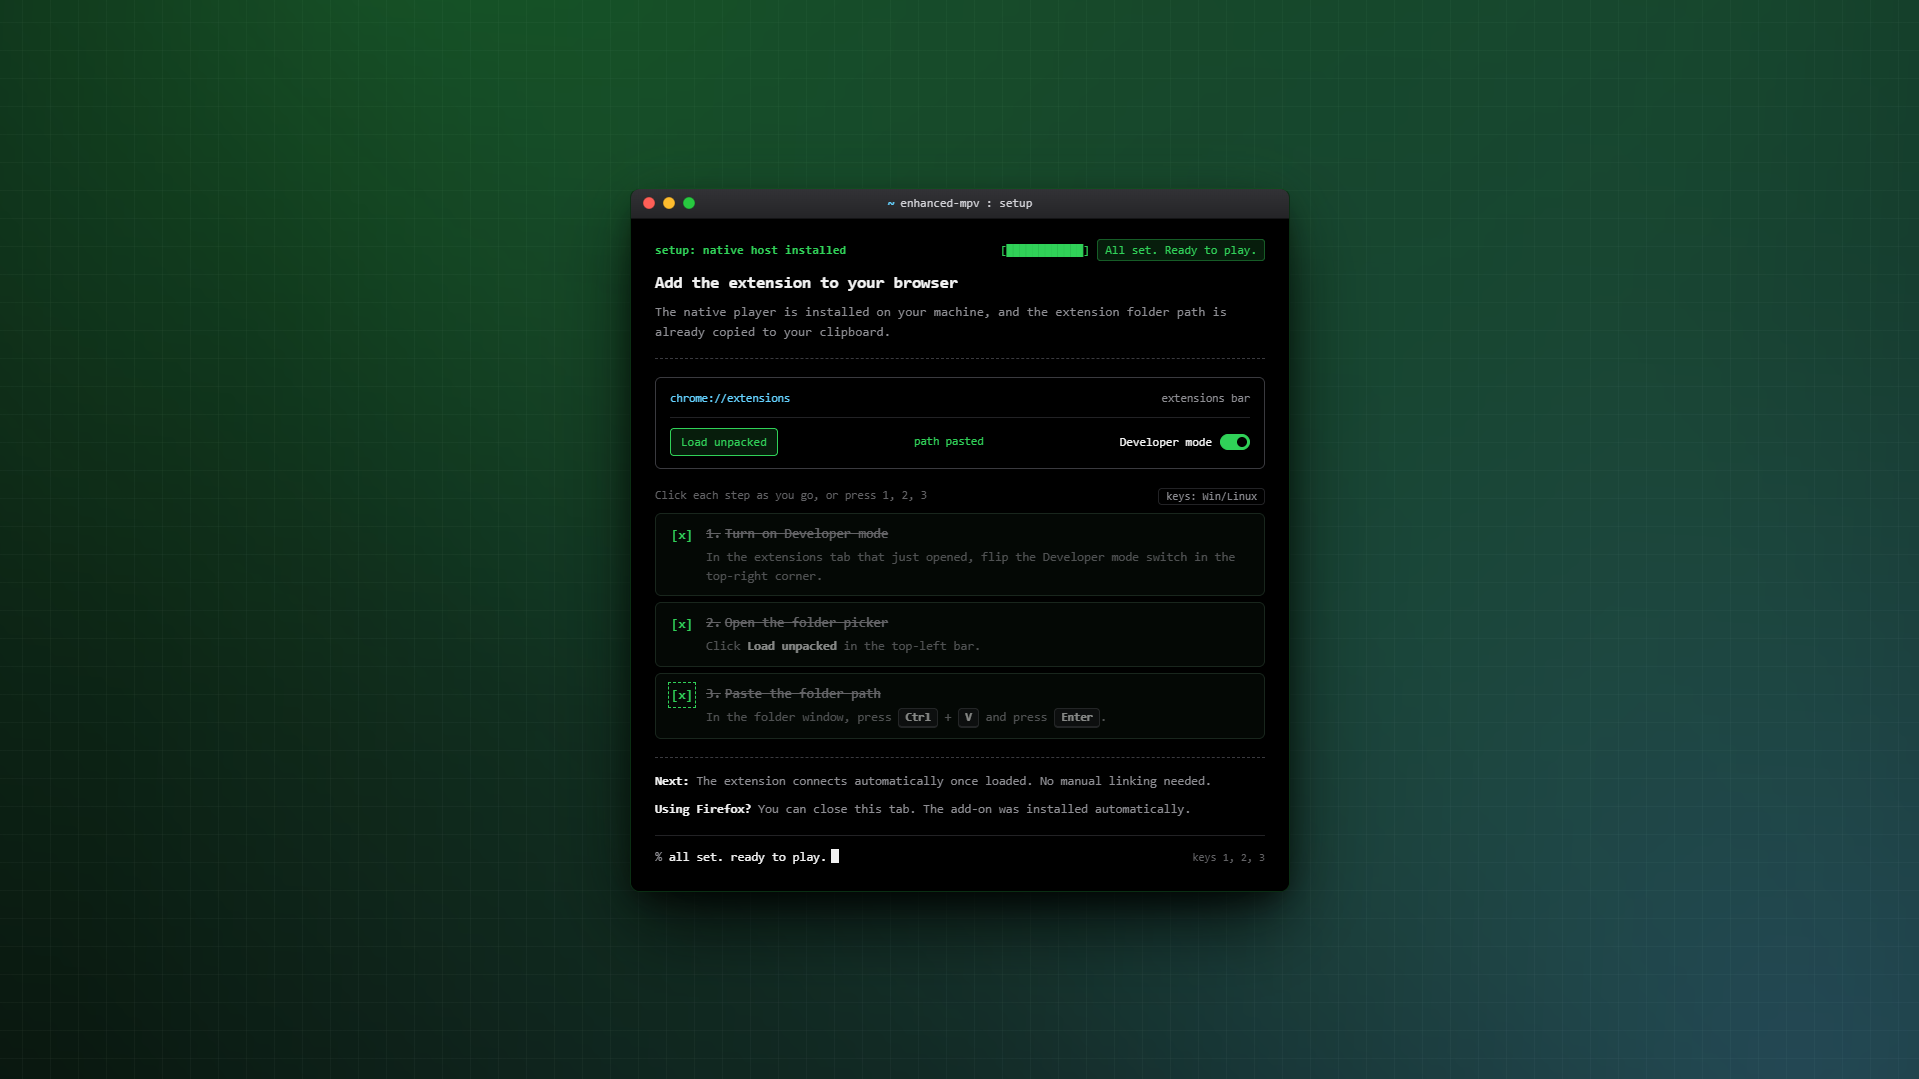 ~ enhanced-mpv : setup
setup: native host installed
[████████████] All set. Ready to play.
Add the extension to your browser
The native player is installed on your machine, and the extension folder path is
already copied to your clipboard.
chrome://extensions extensions bar
Load unpacked path pasted Developer mode
Click each step as you go, or press 1, 2, 3 keys: Win/Linux
[x] 1. Turn on Developer mode
In the extensions tab that just opened, flip the Developer mode switch in the
top-right corner.
[x] 2. Open the folder picker
Click Load unpacked in the top-left bar.
[x] 3. Paste the folder path
In the folder window, press Ctrl + V and press Enter.
Next: The extension connects automatically once loaded. No manual linking needed.
Using Firefox? You can close this tab. The add-on was installed automatically.
% all set. ready to play. keys 1, 2, 3